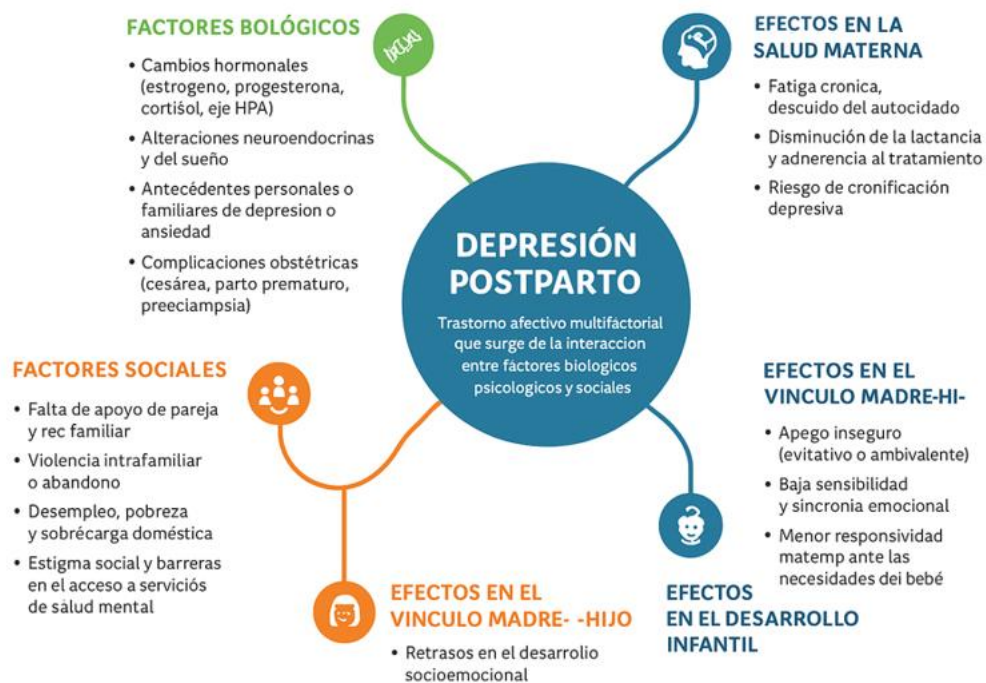 FACTORES BOLÓGICOS
• Cambios hormonales
(estrogeno, progesterona,
cortišol, eje HPA)
• Alteraciones neuroendocrinas
y del sueño
• Antecédentes personales o
familiares de depresion o
ansiedad
• Complicaciones obstétricas
(cesárea, parto prematuro,
preeciampsia)
EFECTOS EN LA
SALUD MATERNA
• Fatiga cronica,
descuido del autocidado
• Disminución de la lactancia
y adnerencia al tratamiento
• Riesgo de cronificación
depresiva
DEPRESIÓN
POSTPARTO
Trastorno afectivo multifactorial
que surge de la interaccion
entre fáctores biologicos
psicologicos y sociales
FACTORES SOCIALES
• Falta de apoyo de pareja
y rec familiar
• Violencia intrafamiliar
o abandono
• Desempleo, pobreza
y sobrécarga doméstica
• Estigma social y barreras
en el acceso a serviciós
de sàlud mental
EFECTOS EN EL
VINCULO MADRE-HI-
• Apego inseguro
(evitativo o ambivalente)
• Baja sensibilidad
y sincronia emocional
• Menor responsividad
matemp ante las
necesidades dei bebé
EFECTOS EN EL
VINCULO MADRE- -HIJO
• Retrasos en el desarrolio
socioemocional
EFECTOS
EN EL DESARROLLO
INFANTIL